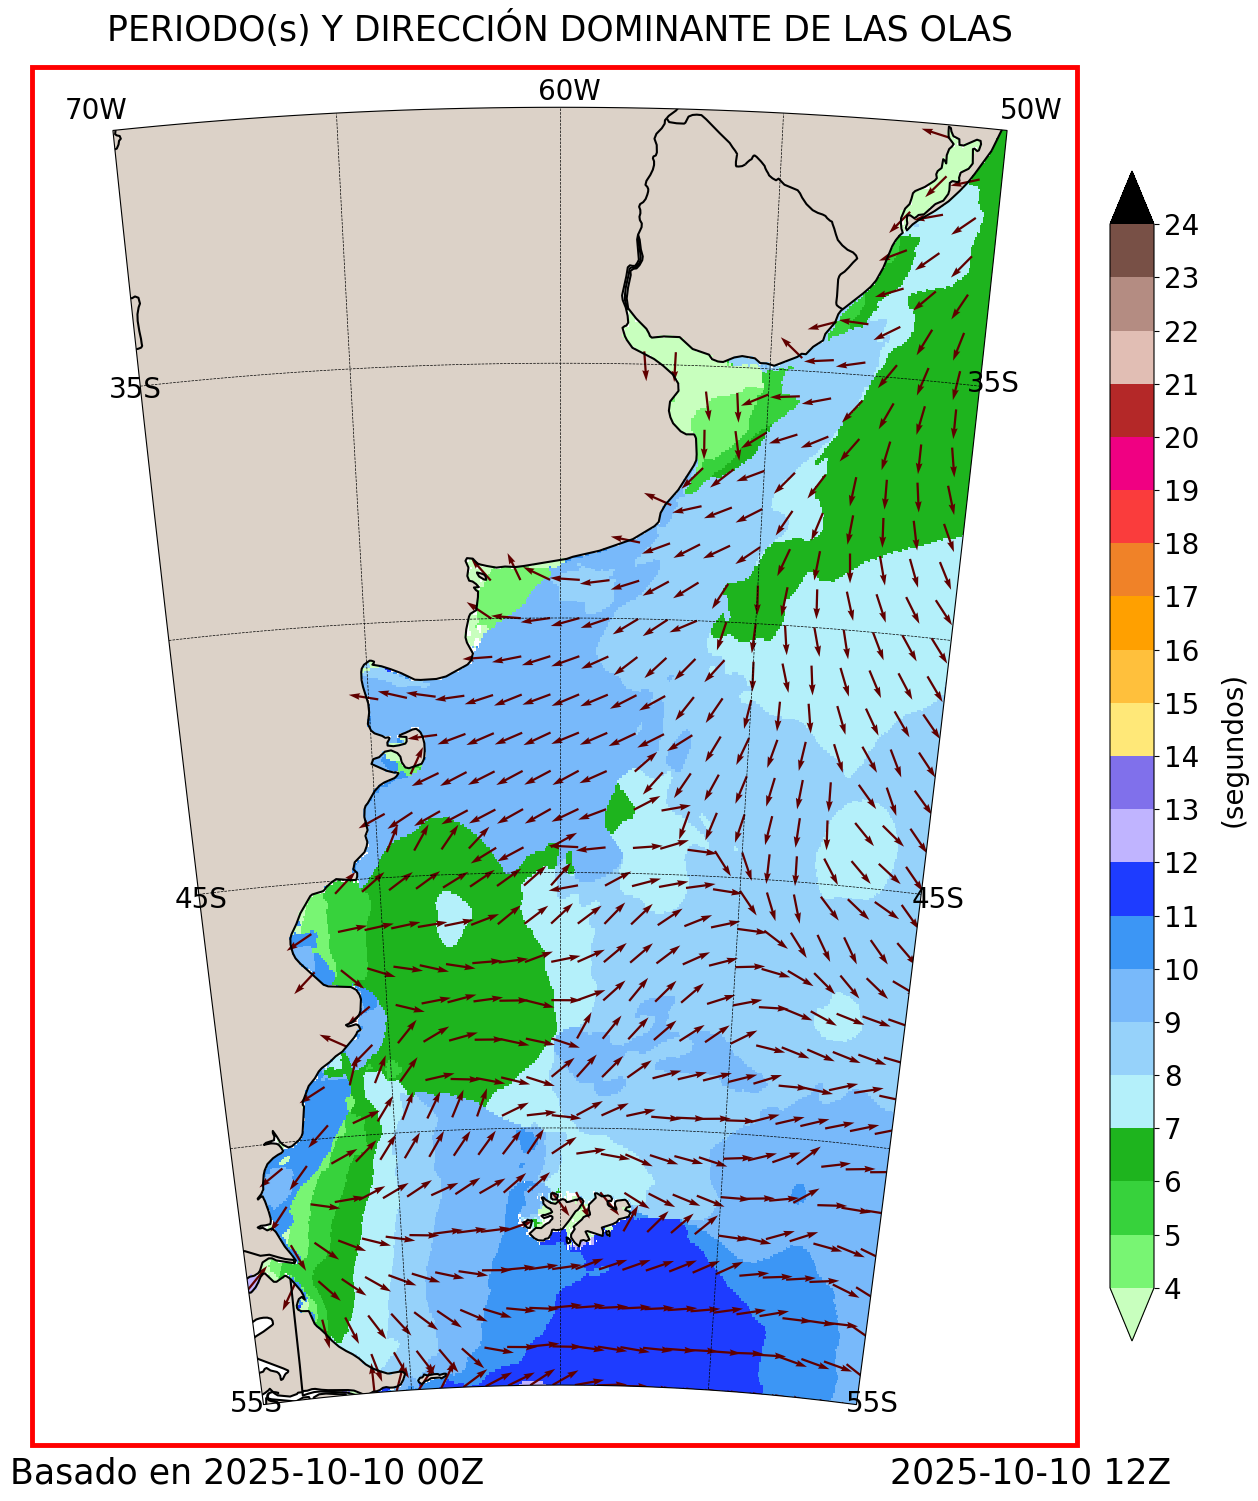 PERIODO(s) Y DIRECCIÓN DOMINANTE DE LAS OLAS
70W
60W
50W
35S
35S
45S
45S
55S
55S
24
23
22
21
20
19
18
17
16
15
14
13
12
11
10
9
8
7
6
5
4
(segundos)
Basado en 2025-10-10 00Z
2025-10-10 12Z